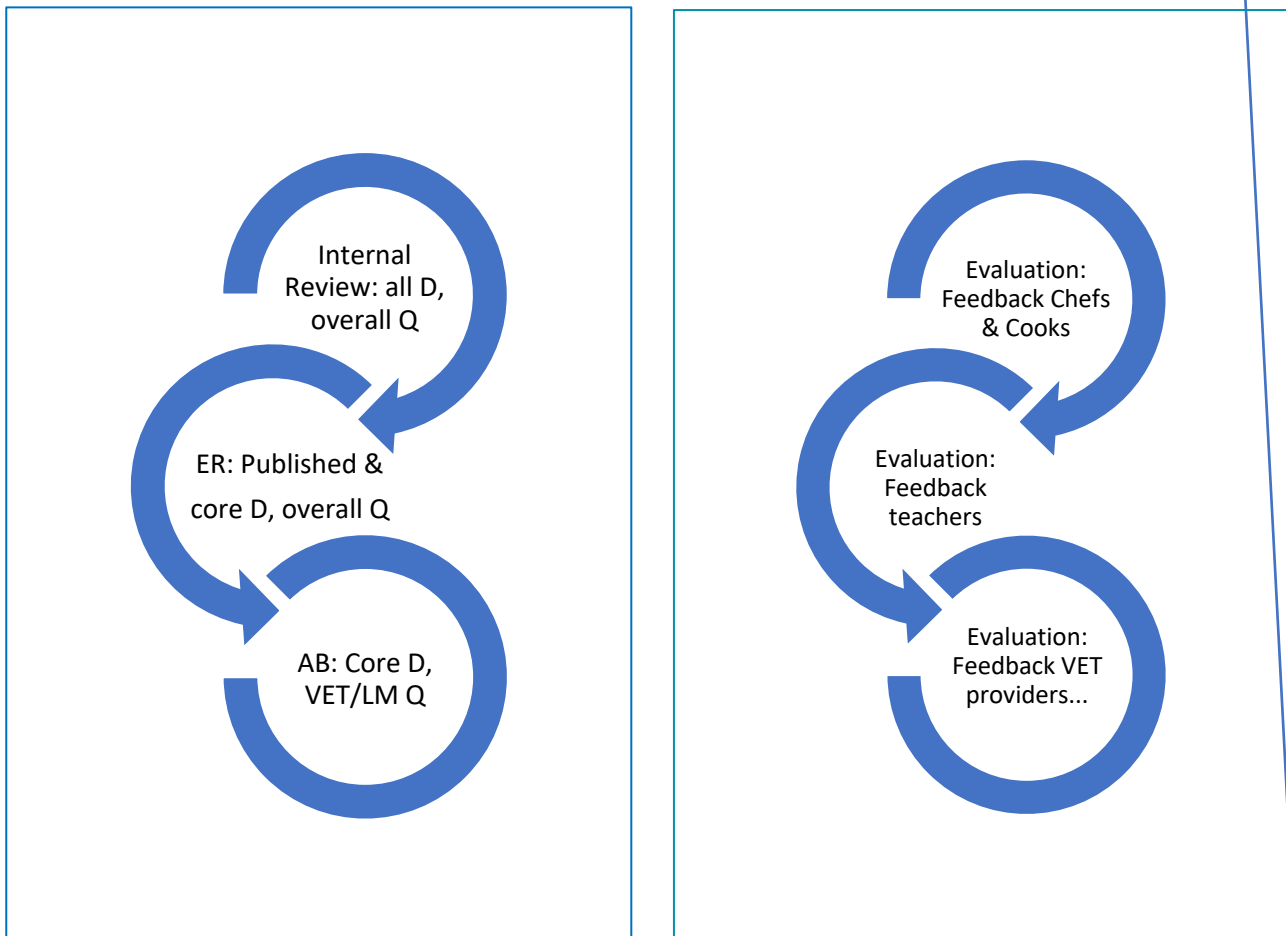 Internal
Review: all D,
overall Q
ER: Published &
core D, overall Q
AB: Core D,
VET/LM Q
Evaluation:
Feedback Chefs
& Cooks
Evaluation:
Feedback
teachers
Evaluation:
Feedback VET
providers...